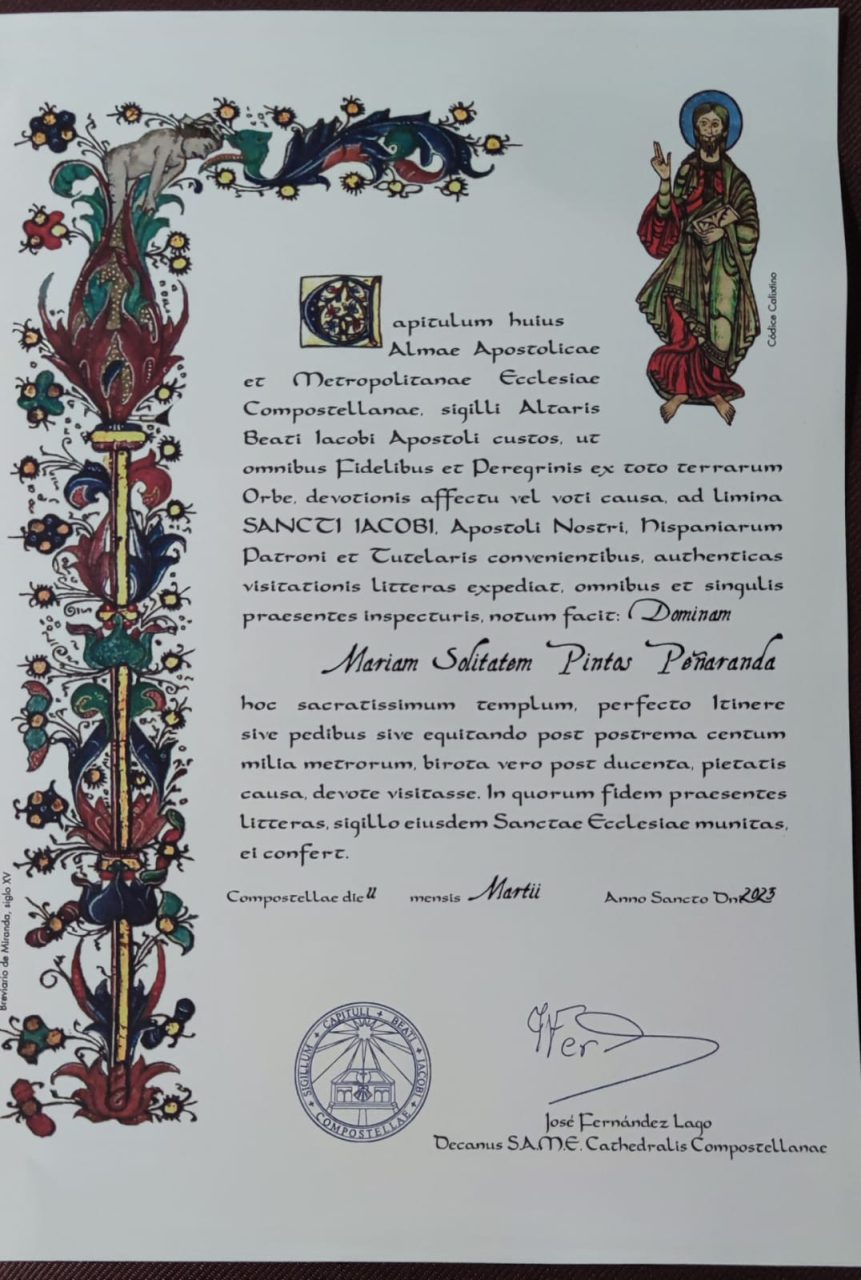 Códice Calixtino
Capitulum huius
Almae Apostolicae
et Metropolitanae Ecclesiae
Compostellanae, sigilli Altaris
Beati Iacobi Apostoli custos, ut
omnibus Fidelibus et Peregrinis ex toto terrarum
Orbe, devotionis affectu vel voti causa, ad limina
SANCTI IACOBI, Apostoli Nostri, Hispaniarum
Patroni et Tutelaris convenientibus, authenticas
visitationis litteras expediat, omnibus et singulis
praesentes inspecturis, notum facit: Dominam
Mariam Solitatem Pintos Peñaranda
hoc sacratissimum templum, perfecto Itinere
sive pedibus sive equitando post postrema centum
milia metrorum, birota vero post ducenta, pietatis
causa, devote visitasse. In quorum fidem praesentes
litteras, sigillo eiusdem Sanctae Ecclesiae munitas,
ei confert.
Compostellae die 11 mensis Martii Anno Sancto Dni 2023
Breviario de Miranda, siglo XV
SIGILLUM + CAPITULI + BEATI + IACOBI + COMPOSTELLAE +
José Fernández Lago
Decanus S.A.M.E. Cathedralis Compostellanae